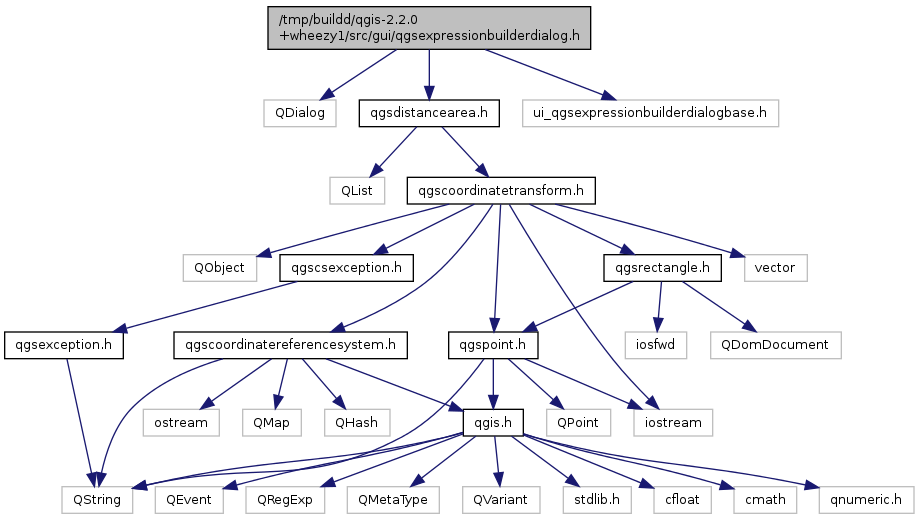 /tmp/buildd/qgis-2.2.0
+wheezy1/src/gui/qgsexpressionbuilderdialog.h
QDialog
qgsdistancearea.h
ui_qgsexpressionbuilderdialogbase.h
QList
qgscoordinatetransform.h
QObject
qgscsexception.h
qgsrectangle.h
vector
qgsexception.h
qgscoordinatereferencesystem.h
qgspoint.h
iosfwd
QDomDocument
ostream
QMap
QHash
qgis.h
QPoint
iostream
QString
QEvent
QRegExp
QMetaType
QVariant
stdlib.h
cfloat
cmath
qnumeric.h